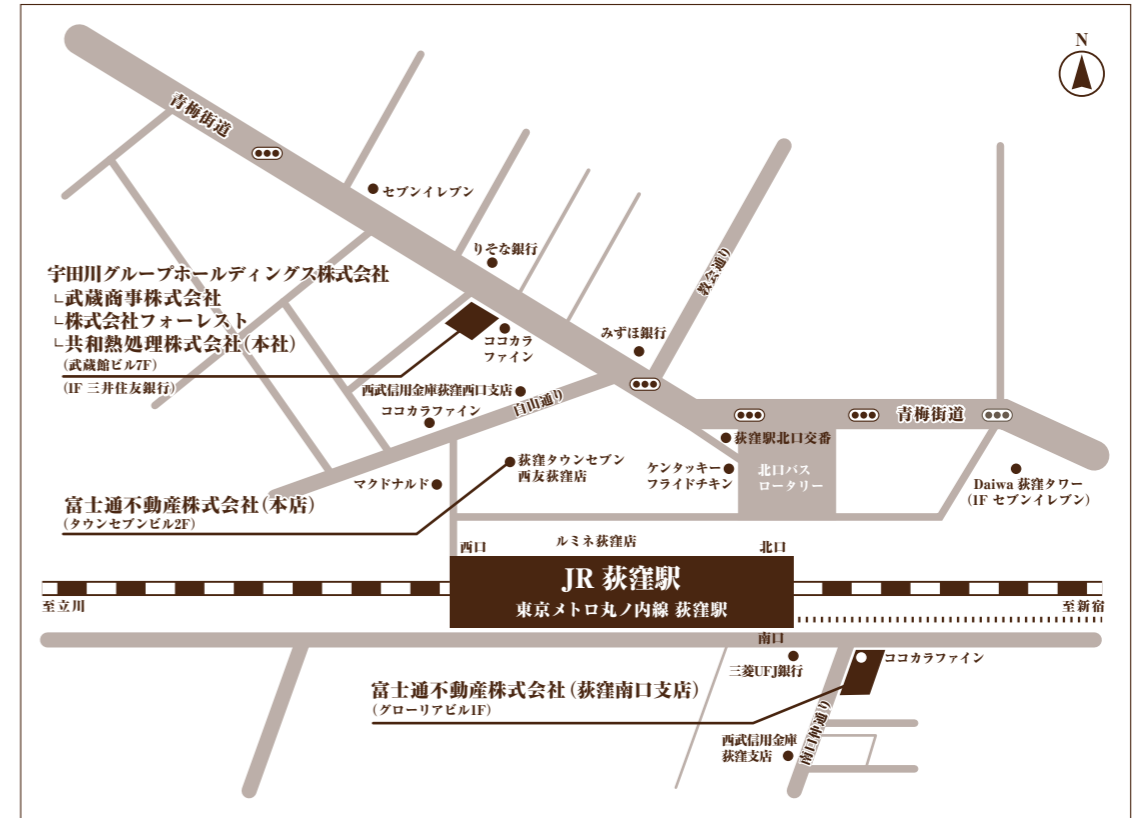 N
青梅街道
セブンイレブン
りそな銀行
教会通り
宇田川グループホールディングス株式会社
∟武蔵商事株式会社
∟株式会社フォーレスト
∟共和熱処理株式会社(本社)
(武蔵館ビル7F)
(1F 三井住友銀行)
ココカラ
ファイン
みずほ銀行
西武信用金庫荻窪西口支店
ココカラファイン
白山通り
青梅街道
荻窪駅北口交番
荻窪タウンセブン
西友荻窪店
ケンタッキー
フライドチキン
北口バス
ロータリー
マクドナルド
Daiwa 荻窪タワー
(1F セブンイレブン)
富士通不動産株式会社(本店)
(タウンセブンビル2F)
西口
ルミネ荻窪店
北口
JR 荻窪駅
東京メトロ丸ノ内線 荻窪駅
至立川
至新宿
南口
三菱UFJ銀行
ココカラファイン
富士通不動産株式会社(荻窪南口支店)
(グローリアビル1F)
南口仲通り
西武信用金庫
荻窪支店